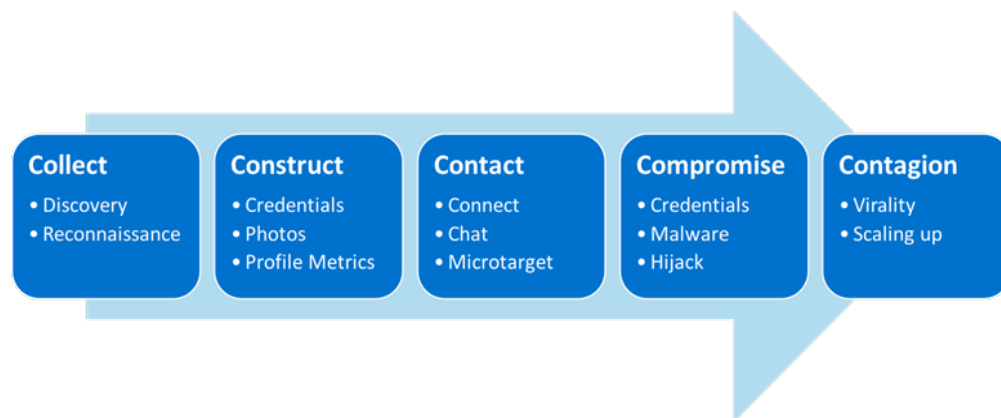 Collect
• Discovery
• Reconnaissance
Construct
• Credentials
• Photos
• Profile Metrics
Contact
• Connect
• Chat
• Microtarget
Compromise
• Credentials
• Malware
• Hijack
Contagion
• Virality
• Scaling up